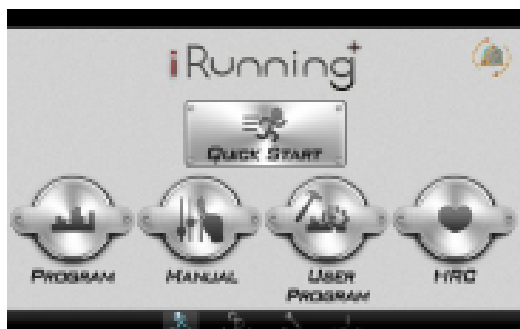 iRunning+
QUICK START
PROGRAM
MANUAL
USER
PROGRAM
HRC